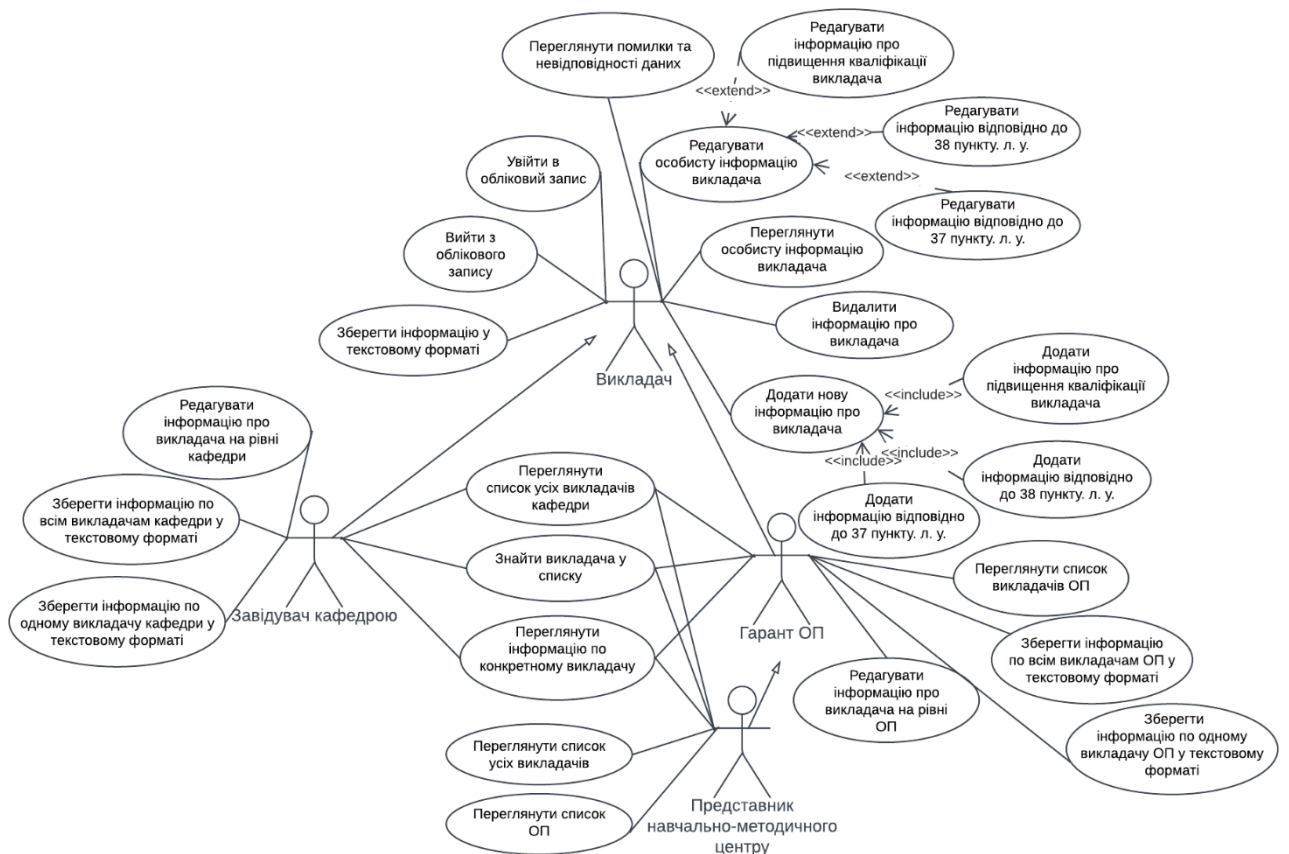 Переглянути помилки та
невідповідності даних
Редагувати
інформацію про
підвищення кваліфікації
викладача
<<extend>>
Редагувати
особисту інформацію
викладача
<<extend>>
Редагувати
інформацію відповідно до
38 пункту. л. у.
<<extend>>
Редагувати
інформацію відповідно до
37 пункту. л. у.
Увійти в
обліковий запис
Вийти з
облікового
запису
Зберегти інформацію у
текстовому форматі
Переглянути
особисту інформацію
викладача
Видалити
інформацію про
викладача
Викладач
Додати нову
інформацію про
викладача
<<include>>
Додати
інформацію про
підвищення кваліфікації
викладача
<<include>>
Додати
інформацію відповідно
до 38 пункту. л. у.
<<include>>
Додати
інформацію відповідно
до 37 пункту. л. у.
Редагувати
інформацію про
викладача на рівні
кафедри
Зберегти інформацію по
всім викладачам кафедри у
текстовому форматі
Зберегти інформацію по
одному викладачу кафедри у
текстовому форматі
Завідувач кафедрою
Переглянути
список усіх викладачів
кафедри
Знайти викладача у
списку
Переглянути
інформацію по
конкретному викладачу
Гарант ОП
Переглянути список
викладачів ОП
Зберегти інформацію
по всім викладачам ОП у
текстовому форматі
Редагувати
інформацію про
викладача на рівні
ОП
Зберегти
інформацію по одному
викладачу ОП у текстовому
форматі
Переглянути список
усіх викладачів
Переглянути список
ОП
Представник
навчально-методичного
центру